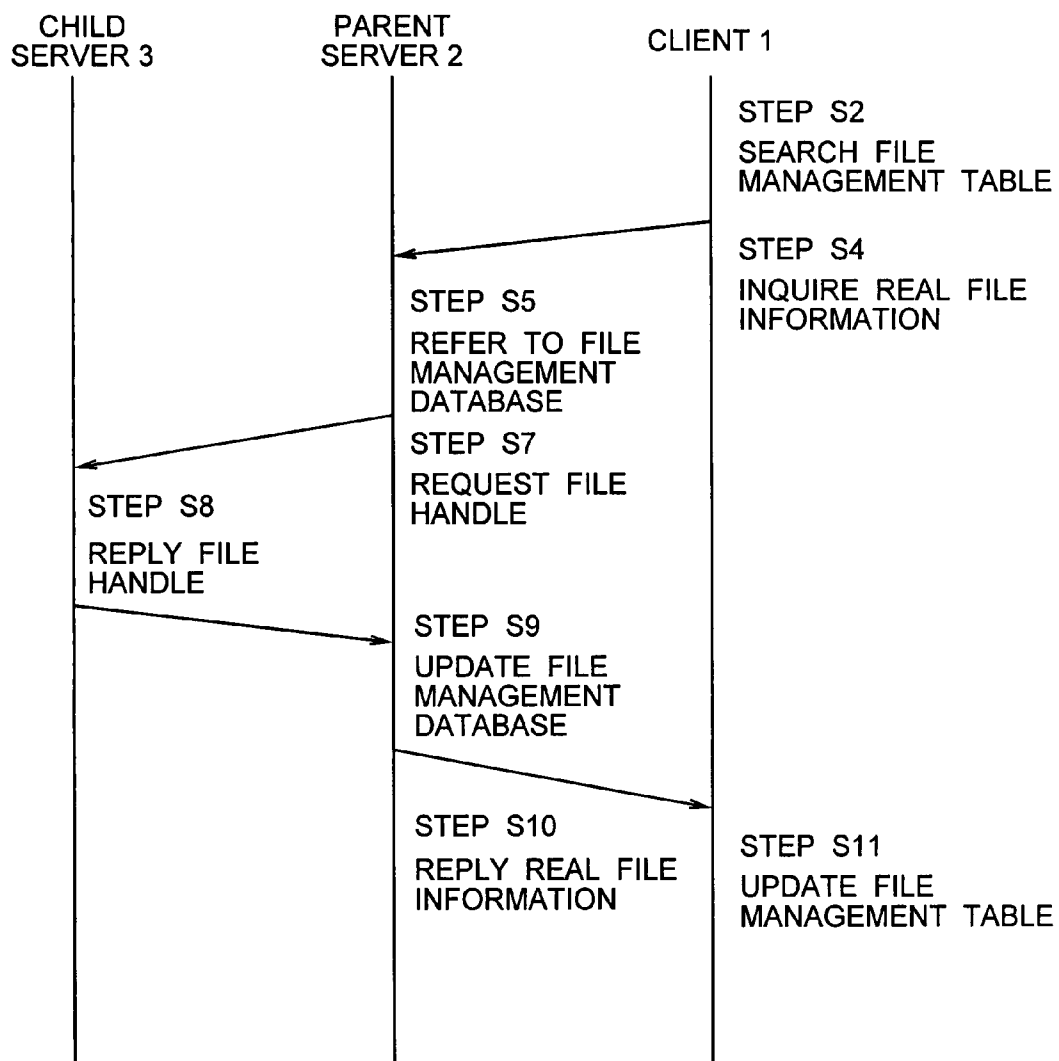 CHILD
SERVER 3
PARENT
SERVER 2
CLIENT 1
STEP S2
SEARCH FILE
MANAGEMENT TABLE
STEP S4
INQUIRE REAL FILE
INFORMATION
STEP S5
REFER TO FILE
MANAGEMENT
DATABASE
STEP S7
REQUEST FILE
HANDLE
STEP S8
REPLY FILE
HANDLE
STEP S9
UPDATE FILE
MANAGEMENT
DATABASE
STEP S10
REPLY REAL FILE
INFORMATION
STEP S11
UPDATE FILE
MANAGEMENT TABLE